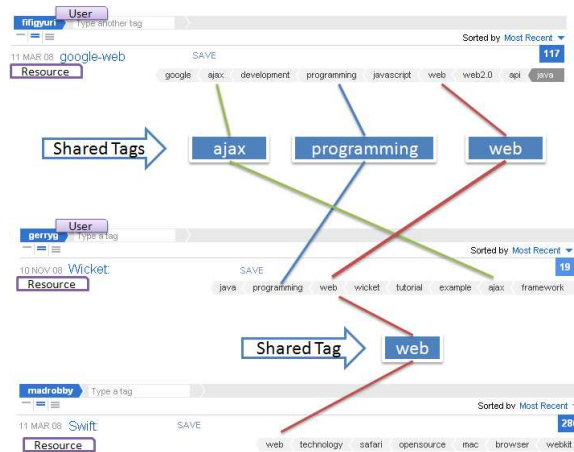 User
fifigyuri Type another tag
Sorted by Most Recent
11 MAR 08 google-web SAVE 117
Resource google ajax development programming javascript web web2.0 api java
Shared Tags ajax programming web
User
gerryg Type a tag
Sorted by Most Recent
10 NOV 08 Wicket: SAVE 19
Resource java programming web wicket tutorial example ajax framework
Shared Tag web
madrobby Type a tag
Sorted by Most Recent
11 MAR 08 Swift SAVE 280
Resource web technology safari opensource mac browser webkit